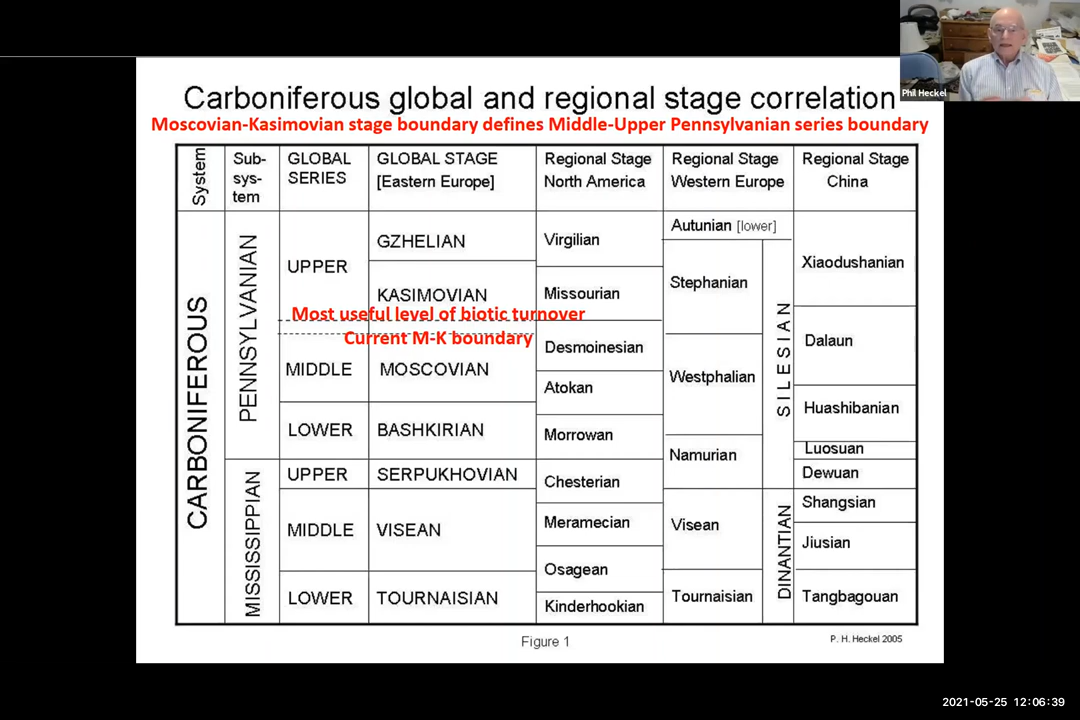 Phil Heckel
Carboniferous global and regional stage correlation
Moscovian-Kasimovian stage boundary defines Middle-Upper Pennsylvanian series boundary
System
Sub-
sys-
tem
GLOBAL
SERIES
GLOBAL STAGE
[Eastern Europe]
Regional Stage
North America
Regional Stage
Western Europe
Regional Stage
China
CARBONIFEROUS
PENNSYLVANIAN
MISSISSIPPIAN
UPPER
MIDDLE
LOWER
UPPER
MIDDLE
LOWER
GZHELIAN
KASIMOVIAN
Most useful level of biotic turnover
Current M-K boundary
MOSCOVIAN
BASHKIRIAN
SERPUKHOVIAN
VISEAN
TOURNAISIAN
Virgilian
Missourian
Desmoinesian
Atokan
Morrowan
Chesterian
Meramecian
Osagean
Kinderhookian
Autunian [lower]
Stephanian
Westphalian
Namurian
Visean
Tournaisian
SILESIAN
DINANTIAN
Xiaodushanian
Dalaun
Huashibanian
Luosuan
Dewuan
Shangsian
Jiusian
Tangbagouan
Figure 1
P. H. Heckel 2005
2021-05-25 12:06:39